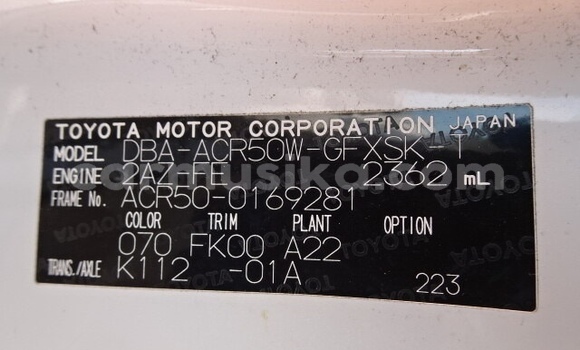 TOYOTA MOTOR CORPORATION JAPAN
MODEL DBA-ACR50W-GFXSK-T
ENGINE 2AZ-FE 2362 mL
FRAME No. ACR50-0169281
COLOR TRIM PLANT OPTION
070 FK00 A22
TRANS./AXLE K112 -01A
223